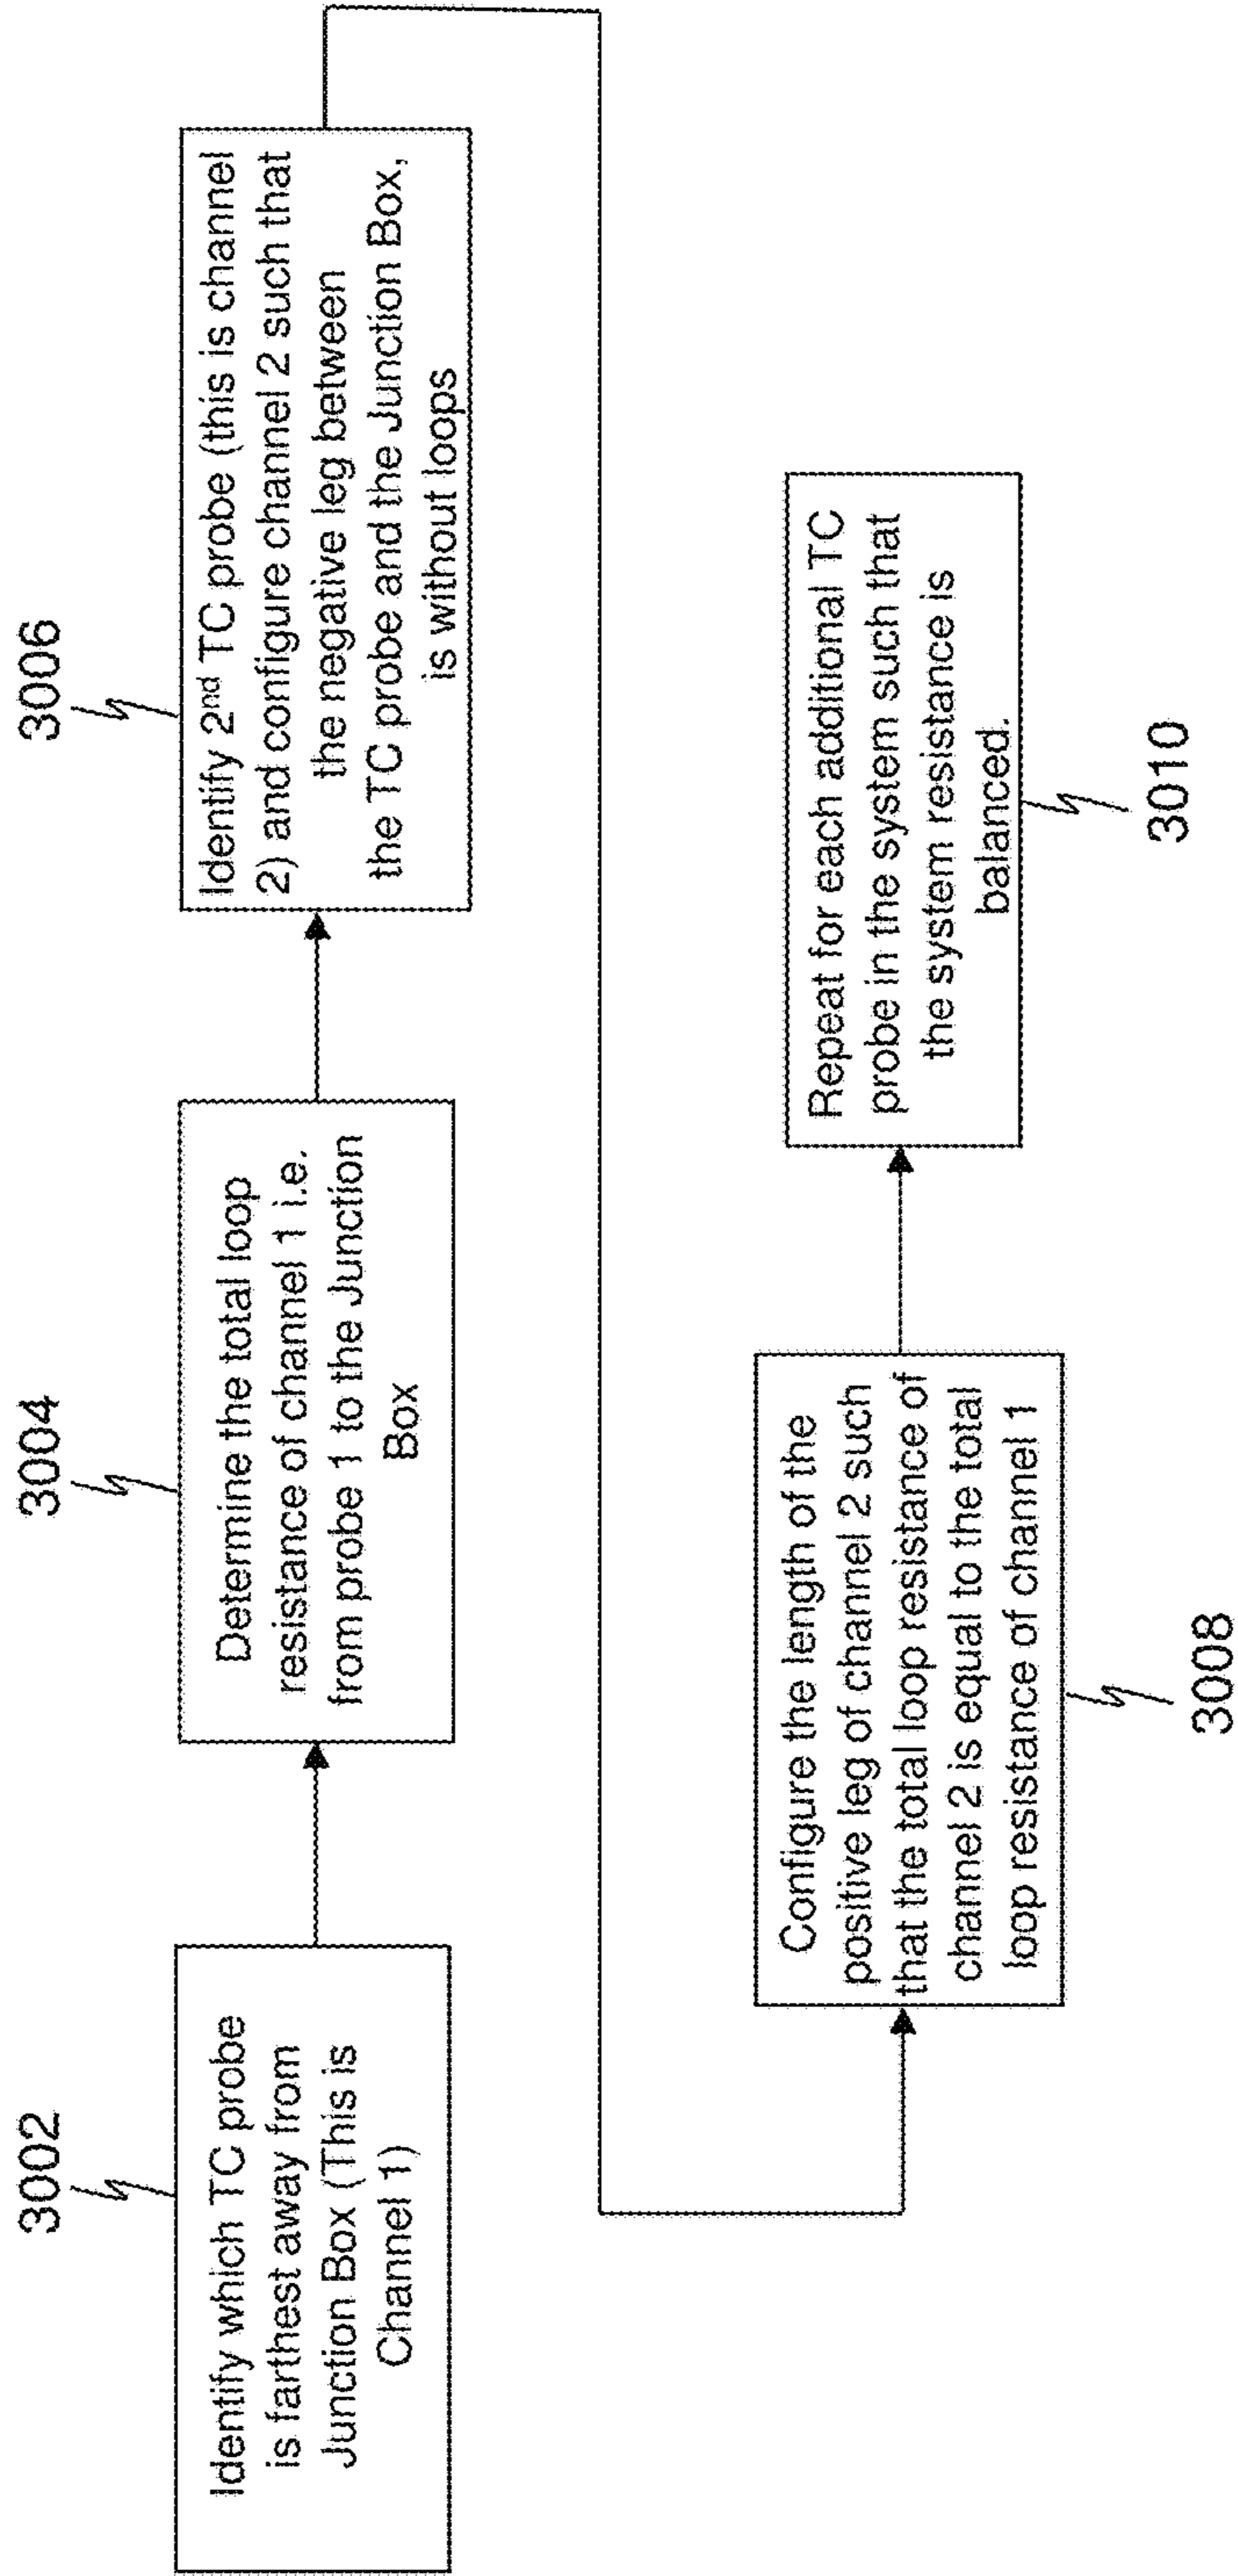 3002
Identify which TC probe
is farthest away from
Junction Box (This is
Channel 1)
3004
Determine the total loop
resistance of channel 1 i.e.
from probe 1 to the Junction
Box
3006
Identify 2nd TC probe (this is channel
2) and configure channel 2 such that
the negative leg between
the TC probe and the Junction Box,
is without loops
Configure the length of the
positive leg of channel 2 such
that the total loop resistance of
channel 2 is equal to the total
loop resistance of channel 1
3008
Repeat for each additional TC
probe in the system such that
the system resistance is
balanced.
3010